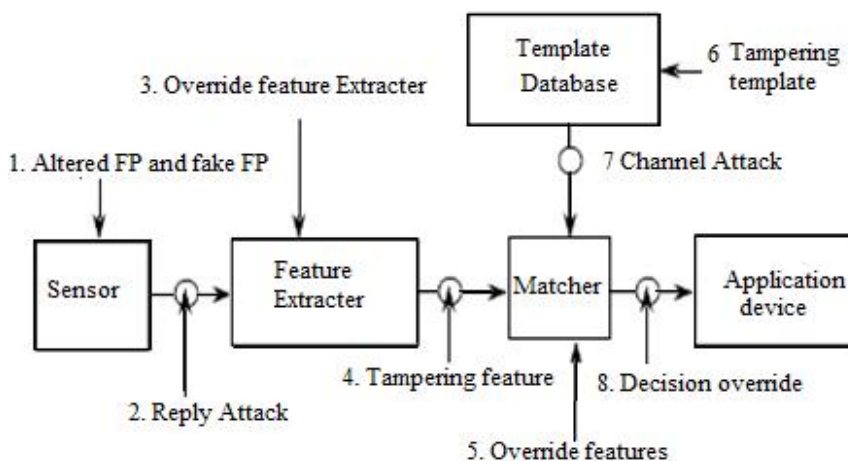 Template
Database
6 Tampering
template
3. Override feature Extracter
7 Channel Attack
1. Altered FP and fake FP
Sensor
Feature
Extracter
Matcher
Application
device
2. Reply Attack
4. Tampering feature
8. Decision override
5. Override features